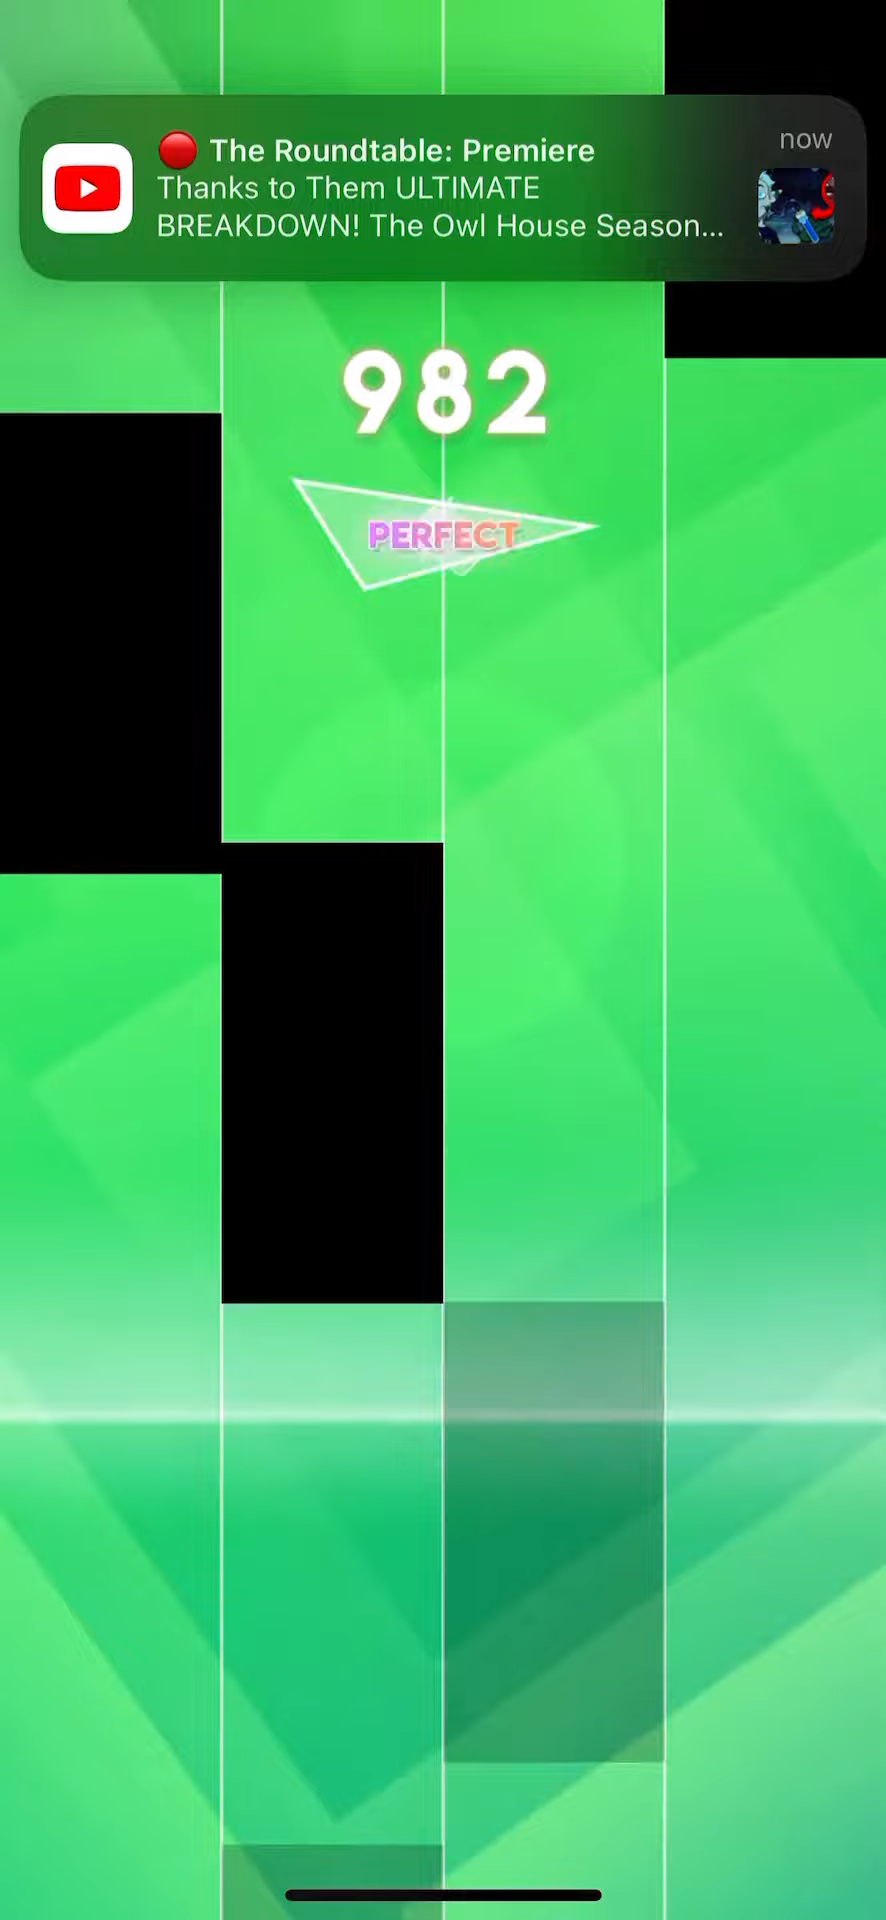 🔴 The Roundtable: Premiere
now
Thanks to Them ULTIMATE
BREAKDOWN! The Owl House Season...
982
PERFECT